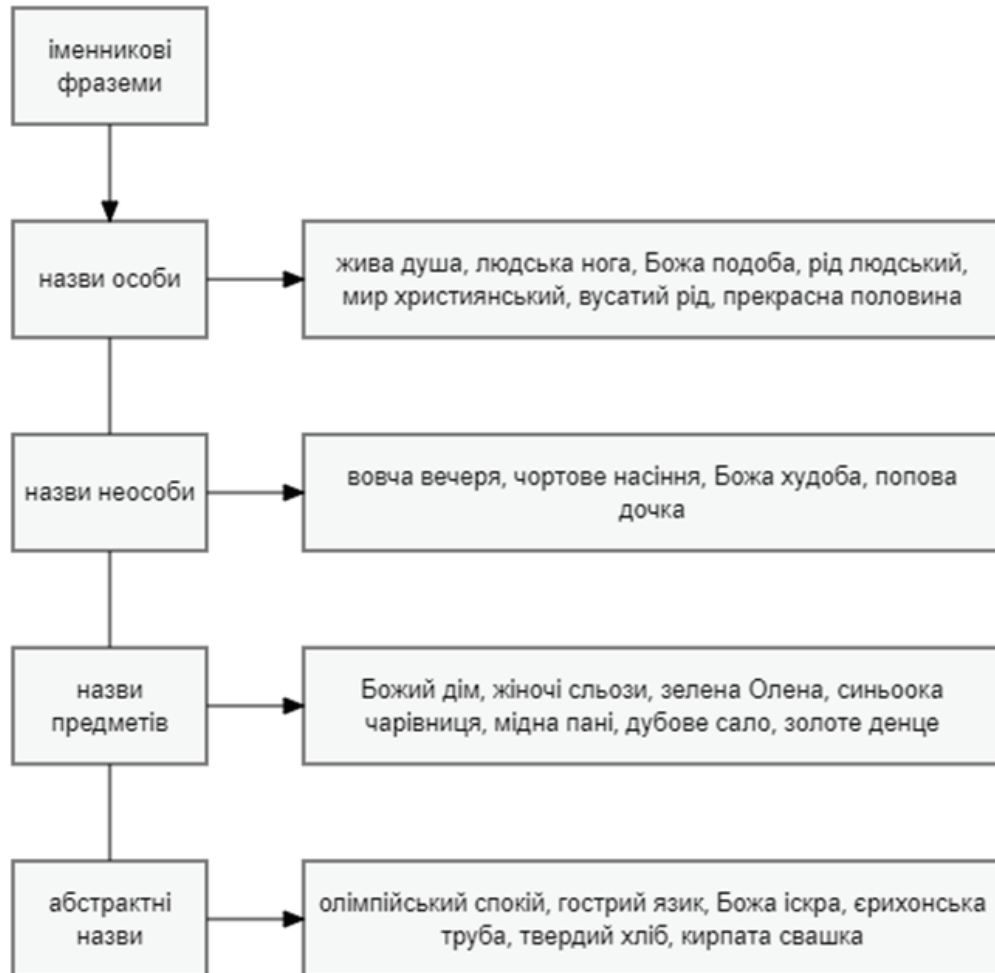 іменникові
фраземи
назви особи
жива душа, людська нога, Божа подоба, рід людський,
мир християнський, вусатий рід, прекрасна половина
назви неособи
вовча вечеря, чортове насіння, Божа худоба, попова
дочка
назви
предметів
Божий дім, жіночі сльози, зелена Олена, синьоока
чарівниця, мідна пані, дубове сало, золоте денце
абстрактні
назви
олімпійський спокій, гострий язик, Божа іскра, єрихонська
труба, твердий хліб, кирпата свашка